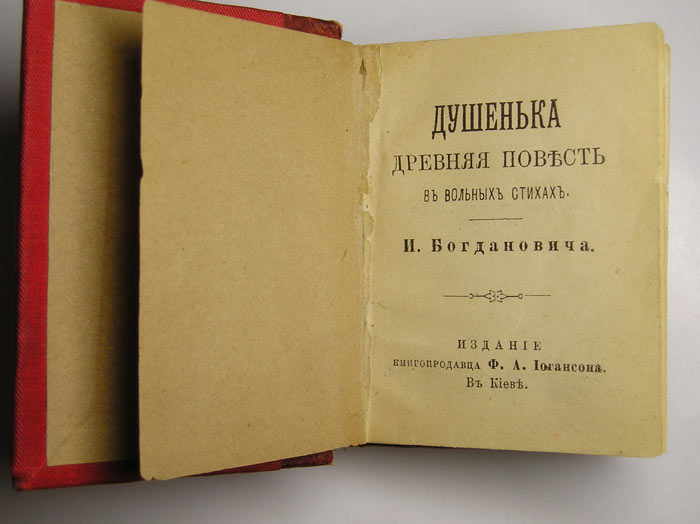 ДУШЕНЬКА
ДРЕВНЯЯ ПОВѢСТЬ
ВЪ ВОЛЬНЫХЪ СТИХАХЪ.
И. Богдановича.
ИЗДАНІЕ
КНИГОПРОДАВЦА Ф. А. Іогансона.
Въ Кіевѣ.